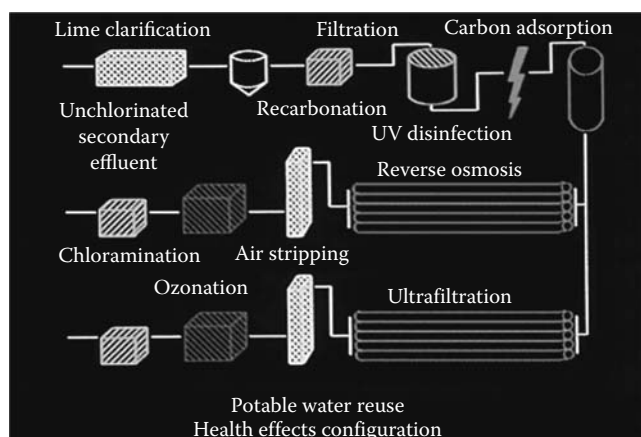 Lime clarification
Filtration
Carbon adsorption
Unchlorinated
secondary
effluent
Recarbonation
UV disinfection
Reverse osmosis
Chloramination
Air stripping
Ozonation
Ultrafiltration
Potable water reuse
Health effects configuration